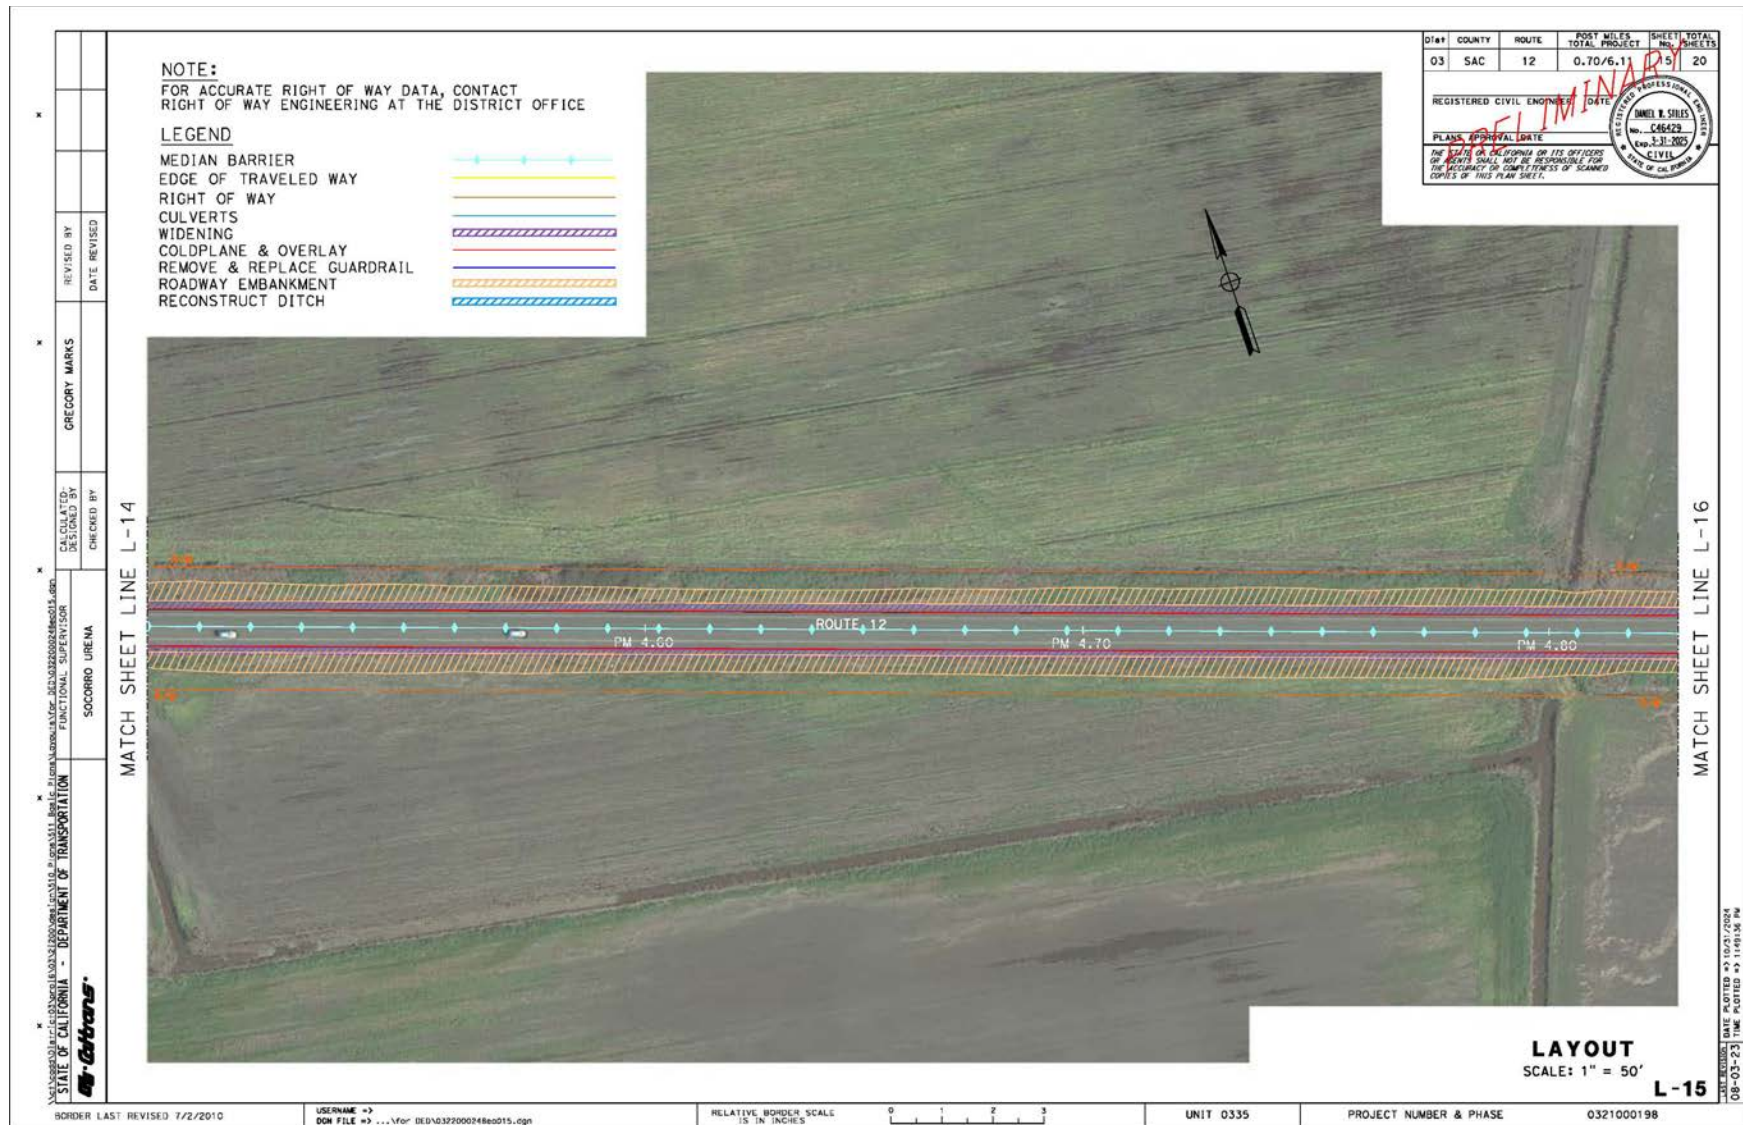 NOTE:
FOR ACCURATE RIGHT OF WAY DATA, CONTACT
RIGHT OF WAY ENGINEERING AT THE DISTRICT OFFICE
LEGEND
MEDIAN BARRIER
EDGE OF TRAVELED WAY
RIGHT OF WAY
CULVERTS
WIDENING
COLDPLANE & OVERLAY
REMOVE & REPLACE GUARDRAIL
ROADWAY EMBANKMENT
RECONSTRUCT DITCH
Dist COUNTY ROUTE POST MILES TOTAL PROJECT SHEET No. TOTAL SHEETS
03 SAC 12 0.70/6.11 15 20
REGISTERED CIVIL ENGINEER DATE
PLANS APPROVAL DATE
THE STATE OF CALIFORNIA OR ITS OFFICERS
OR AGENTS SHALL NOT BE RESPONSIBLE FOR
THE ACCURACY OR COMPLETENESS OF SCANNED
COPIES OF THIS PLAN SHEET.
PRELIMINARY
REGISTERED PROFESSIONAL ENGINEER
DANIEL W. STILES
No. C46429
Exp. 3-31-2025
CIVIL
STATE OF CALIFORNIA
REVISED BY
DATE REVISED
GREGORY MARKS
CALCULATED-
DESIGNED BY
CHECKED BY
FUNCTIONAL SUPERVISOR
SOCORRO URENA
STATE OF CALIFORNIA - DEPARTMENT OF TRANSPORTATION
Caltrans
MATCH SHEET LINE L-14
R/W
R/W
ROUTE 12
PM 4.60
PM 4.70
PM 4.80
R/W
R/W
MATCH SHEET LINE L-16
LAYOUT
SCALE: 1" = 50'
L-15
LAST REVISION
08-03-23
DATE PLOTTED => 10/31/2024
TIME PLOTTED =>
BORDER LAST REVISED 7/2/2010
USERNAME =>
DGN FILE => ...\for DED\0322000248ea015.dgn
RELATIVE BORDER SCALE
IS IN INCHES
0 1 2 3
UNIT 0335
PROJECT NUMBER & PHASE
0321000198